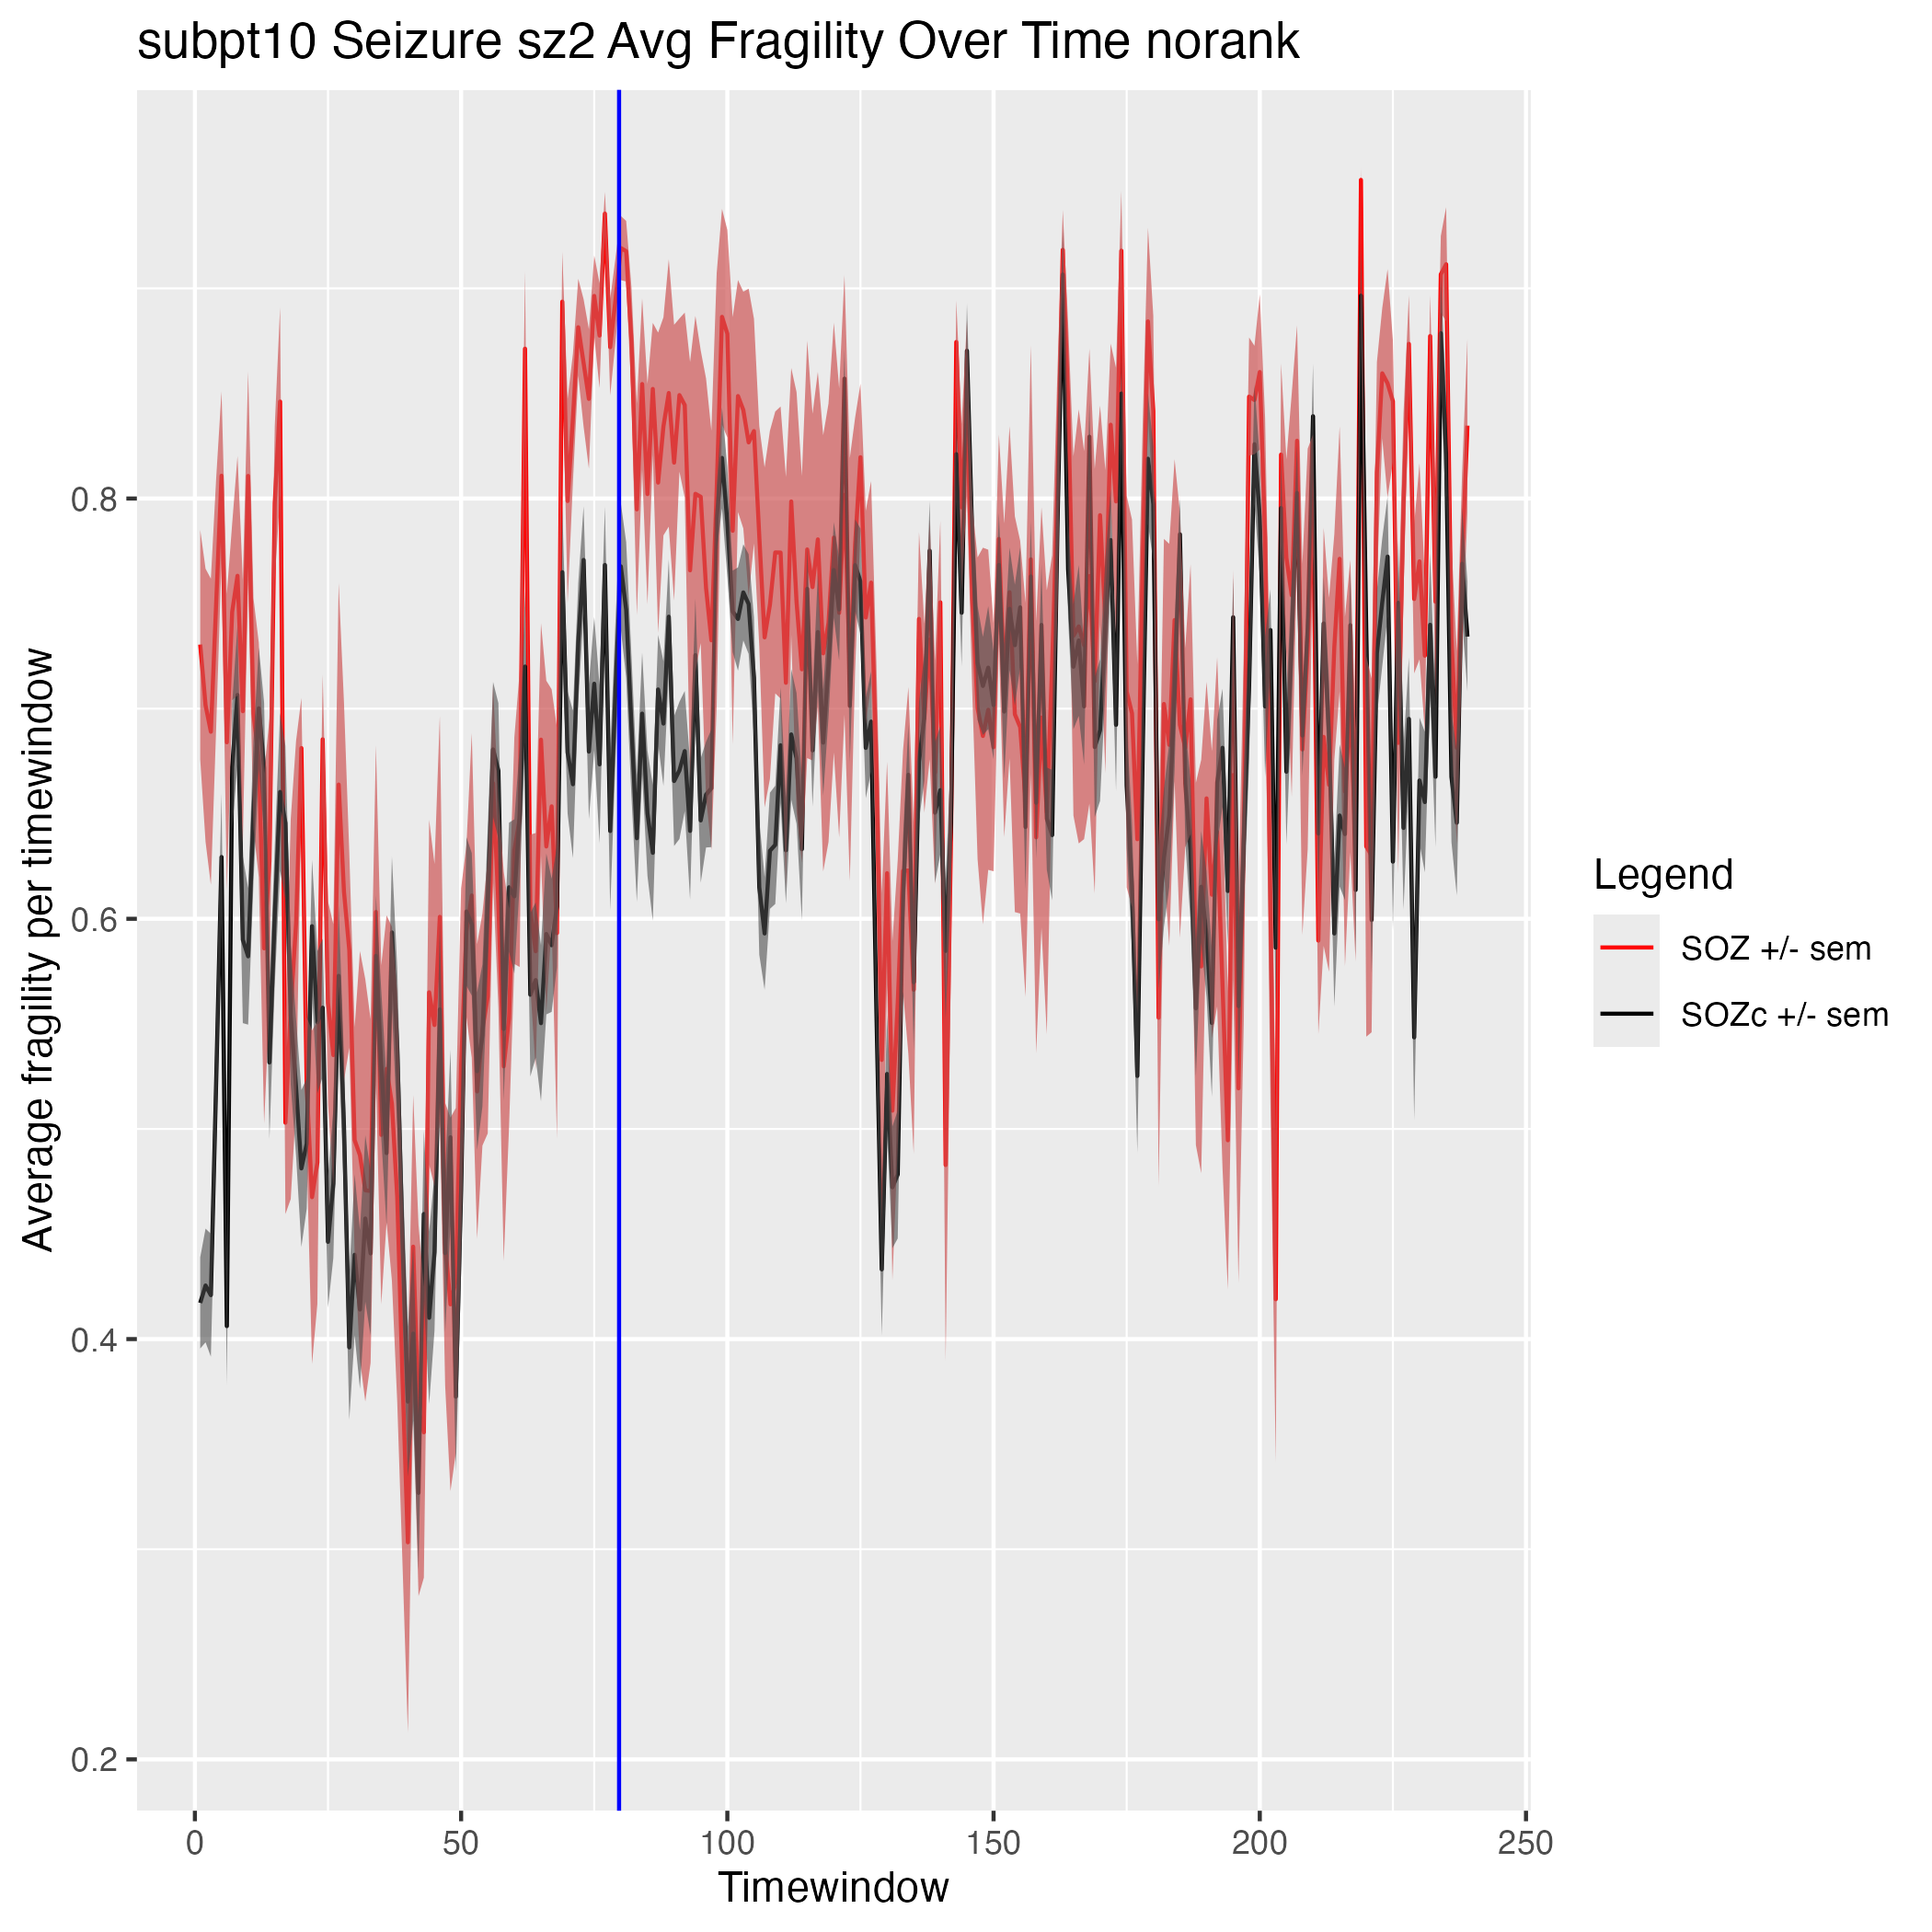 subpt10 Seizure sz2 Avg Fragility Over Time norank
Average fragility per timewindow
0.8
0.6
0.4
0.2
0 50 100 150 200 250
Timewindow
Legend
SOZ +/- sem
SOZc +/- sem